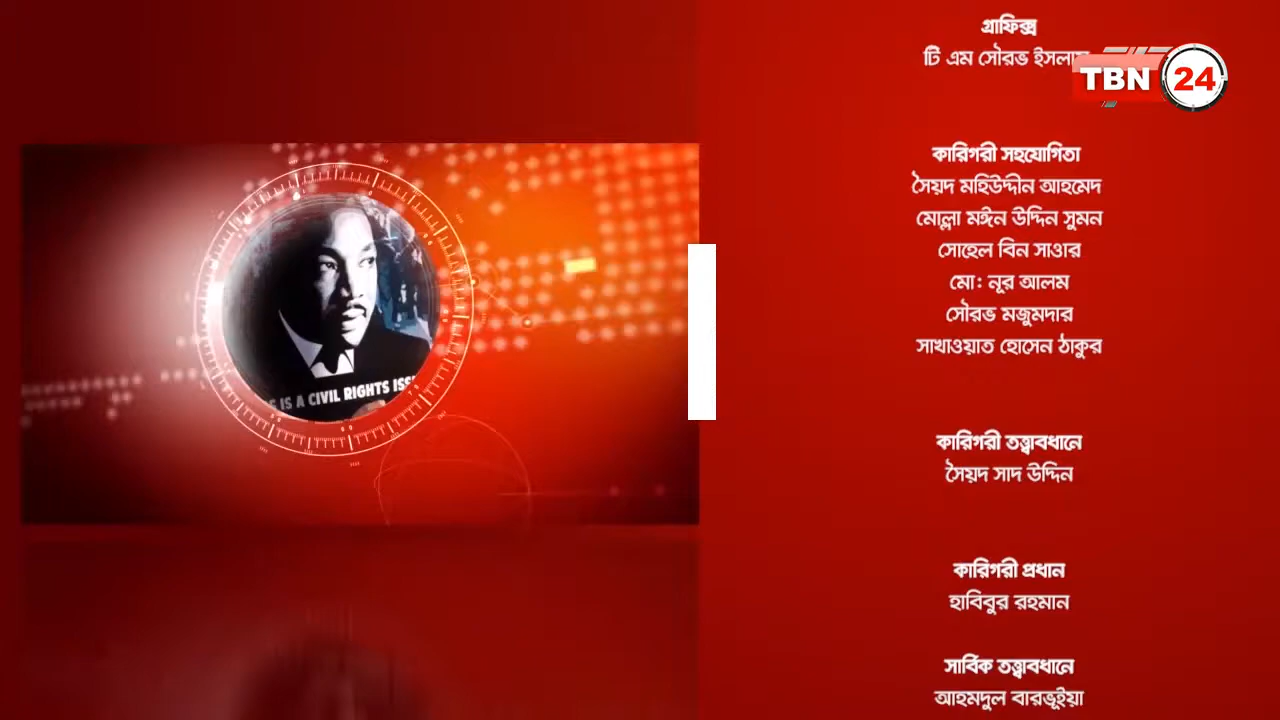 গ্রাফিক্স
টি এম সৌরভ ইসলাম
TBN 24
কারিগরী সহযোগিতা
সৈয়দ মহিউদ্দীন আহমেদ
মোল্লা মঈন উদ্দিন সুমন
সোহেল বিন সাওার
মো: নূর আলম
সৌরভ মজুমদার
সাখাওয়াত হোসেন ঠাকুর
IS A CIVIL RIGHTS
কারিগরী তত্ত্বাবধানে
সৈয়দ সাদ উদ্দিন
কারিগরী প্রধান
হাবিবুর রহমান
সার্বিক তত্ত্বাবধানে
আহমদুল বারভূইয়া